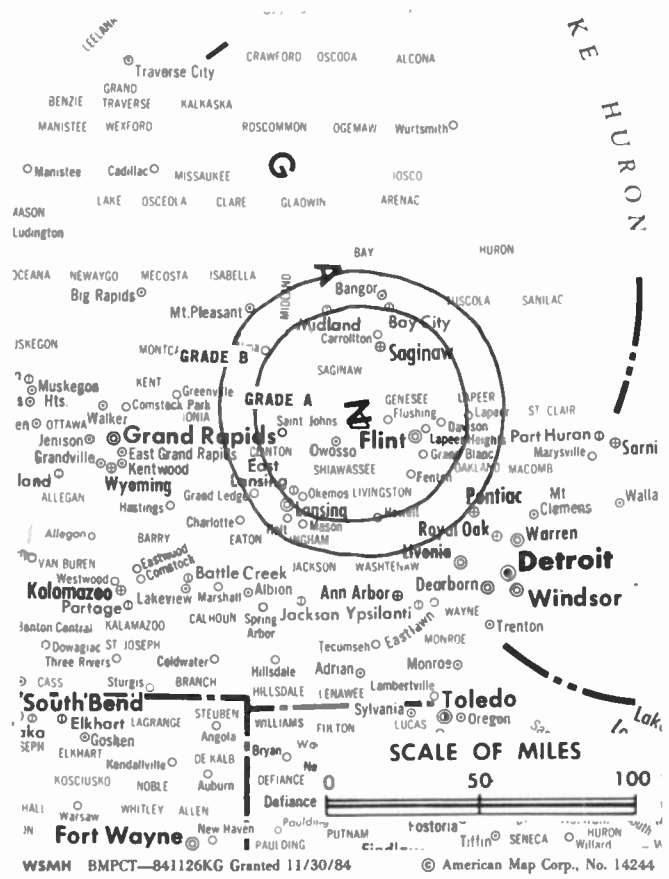 LEELANA
KE HURON
CRAWFORD OSCODA ALCONA
Traverse City
GRAND
BENZIE TRAVERSE KALKASKA
MANISTEE WEXFORD ROSCOMMON OGEMAW Wurtsmith
G
Manistee Cadillac MISSAUKEE IOSCO
LAKE OSCEOLA CLARE GLADWIN ARENAC
MASON
Ludington
BAY HURON
OCEANA NEWAYGO MECOSTA ISABELLA MIDLAND A
Big Rapids Bangor TUSCOLA SANILAC
Mt. Pleasant Midland Bay City
Carrollton
MUSKEGON MONTCA GRADE B Saginaw
KENT SAGINAW
Muskegon
Hts. Greenville GRADE A GENESEE LAPEER
Comstock Park Flushing Lapeer ST CLAIR
OTTAWA Walker IONIA Saint Johns N Davison
Jenison Grand Rapids Flint Lapeer Heights Port Huron Sarni
Grandville East Grand Rapids CLINTON Owosso Grand Blanc Marysville
Kentwood East SHIAWASSEE OAKLAND MACOMB
land Wyoming Lansing Fenton
ALLEGAN Grand Ledge Okemos LIVINGSTON Pontiac Mt Walla
Hastings Lansing Howell Clemens
Charlotte Holt Mason Royal Oak
Allegan BARRY EATON INGHAM Warren
Livonia
VAN BUREN Eastwood JACKSON WASHTENAW Detroit
Westwood Comstock Battle Creek
Kalamazoo Lakeview Marshall Albion Ann Arbor Dearborn Windsor
Portage
Benton Central KALAMAZOO CALHOUN Spring Jackson Ypsilanti WAYNE
Arbor Eastlawn Trenton
Dowagiac ST JOSEPH Tecumseh MONROE
Three Rivers Coldwater Hillsdale Adrian Monroe
CASS Sturgis BRANCH HILLSDALE LENAWEE Lambertville
South Bend Sylvania Toledo
Elkhart LAGRANGE STEUBEN WILLIAMS FULTON LUCAS Oregon Lake
Goshen Angola
ELKHART DE KALB Bryan SCALE OF MILES
Kendallville
KOSCIUSKO NOBLE Auburn DEFIANCE 0 50 100
Defiance
HALL WHITLEY ALLEN
Warsaw Paulding Fostoria
Fort Wayne New Haven PUTNAM HURON
PAULDING Findlay Tiffin SENECA Willard
WSMH BMPCT—841126KG Granted 11/30/84 © American Map Corp., No. 14244